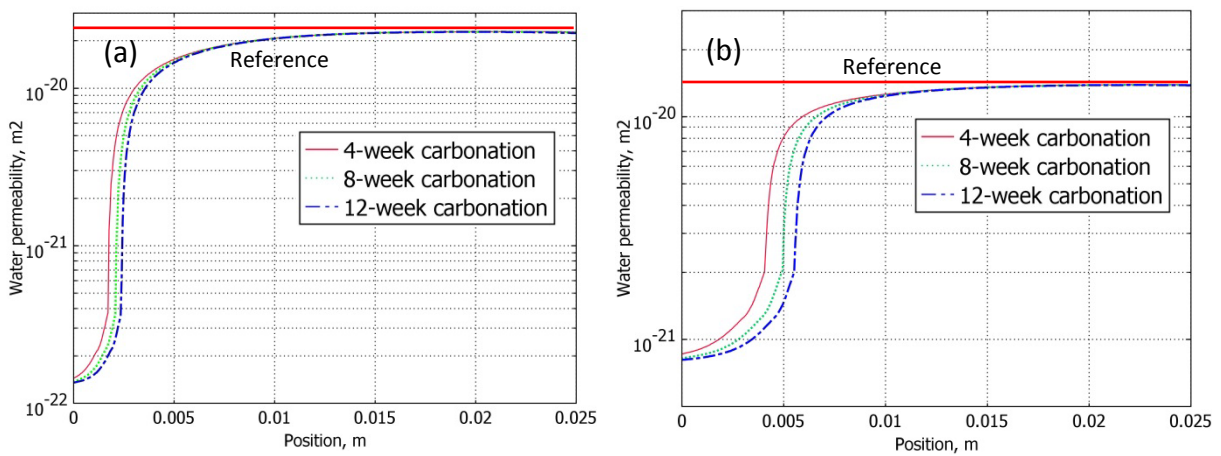 (a)
Reference
Water permeability, m2
10^-20
10^-21
10^-22
4-week carbonation
8-week carbonation
12-week carbonation
0 0.005 0.01 0.015 0.02 0.025
Position, m
(b)
Reference
Water permeability, m2
10^-20
10^-21
4-week carbonation
8-week carbonation
12-week carbonation
0 0.005 0.01 0.015 0.02 0.025
Position, m